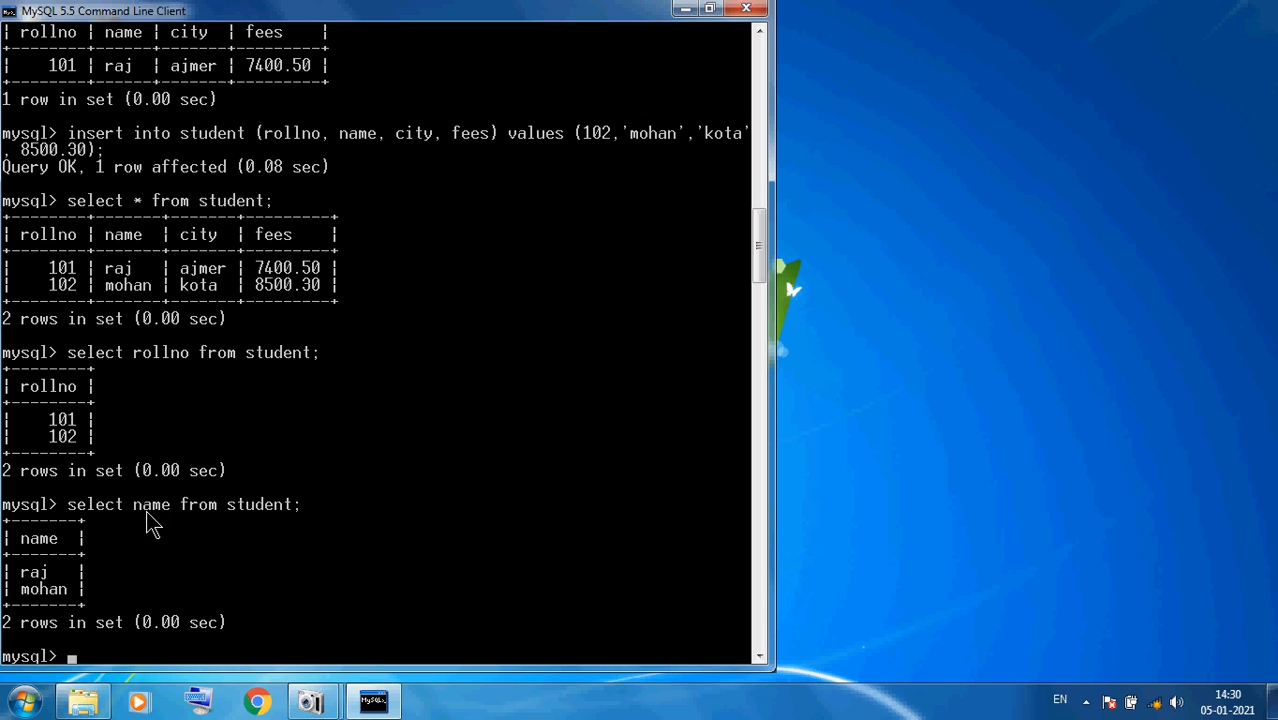 MySQL 5.5 Command Line Client
| rollno | name | city  | fees    |
+--------+------+-------+---------+
|    101 | raj  | ajmer | 7400.50 |
+--------+------+-------+---------+
1 row in set (0.00 sec)
mysql> insert into student (rollno, name, city, fees) values (102,'mohan','kota'
, 8500.30);
Query OK, 1 row affected (0.08 sec)
mysql> select * from student;
+--------+-------+-------+---------+
| rollno | name  | city  | fees    |
+--------+-------+-------+---------+
|    101 | raj   | ajmer | 7400.50 |
|    102 | mohan | kota  | 8500.30 |
+--------+-------+-------+---------+
2 rows in set (0.00 sec)
mysql> select rollno from student;
+--------+
| rollno |
+--------+
|    101 |
|    102 |
+--------+
2 rows in set (0.00 sec)
mysql> select name from student;
+-------+
| name  |
+-------+
| raj   |
| mohan |
+-------+
2 rows in set (0.00 sec)
mysql>
EN
14:30
05-01-2021